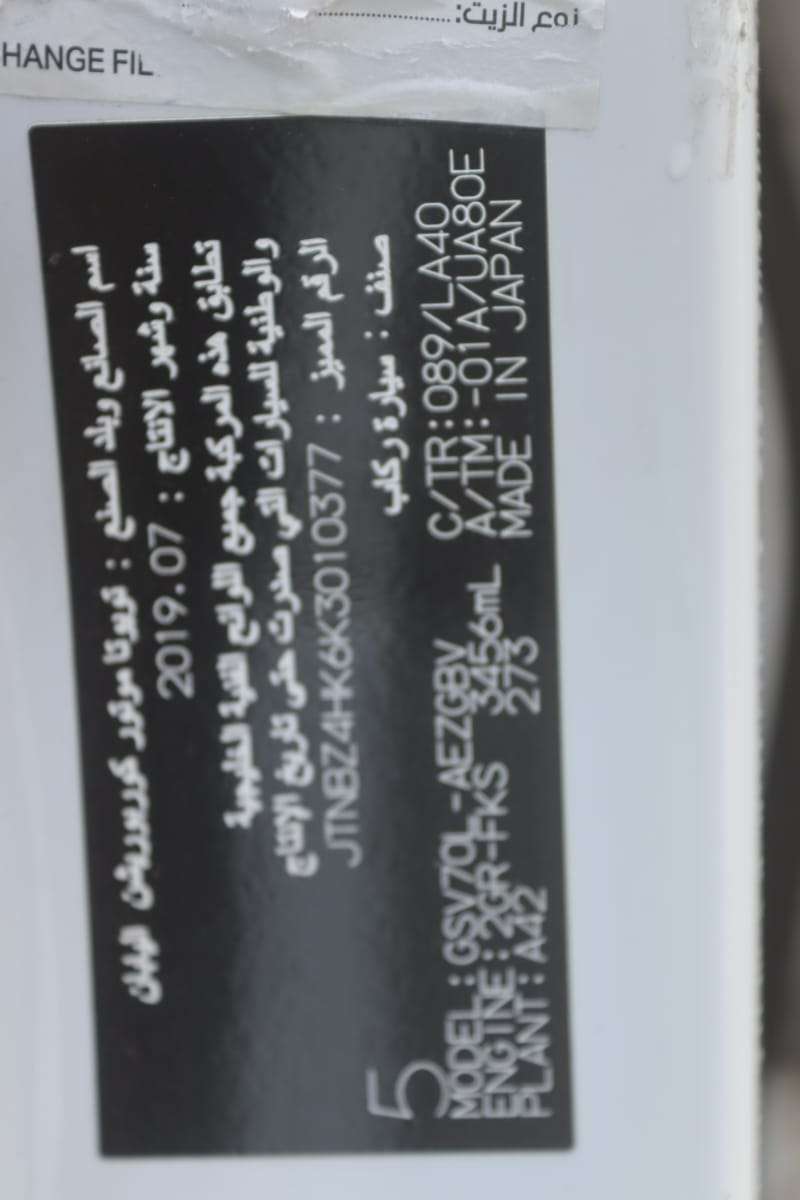 نوع الزيت:
HANGE FIL
اسم الصانع وبلد الصنع : تويوتا موتور كوربوريشن اليابان
سنة وشهر الانتاج : 2019.07
تطابق هذه المركبة جميع اللوائح الفنية الخليجية
والوطنية للسيارات التي صدرت حتى تاريخ الإنتاج
الرقم المميز : JTNBZ4HK6K3010377
صنف : سيارة ركاب
5
MODEL : GSV70L-AEZGBV C/TR: 089/LA40
ENGINE : 2GR-FKS 3456mL A/TM: -01A/UA80E
PLANT : A42 273 MADE IN JAPAN